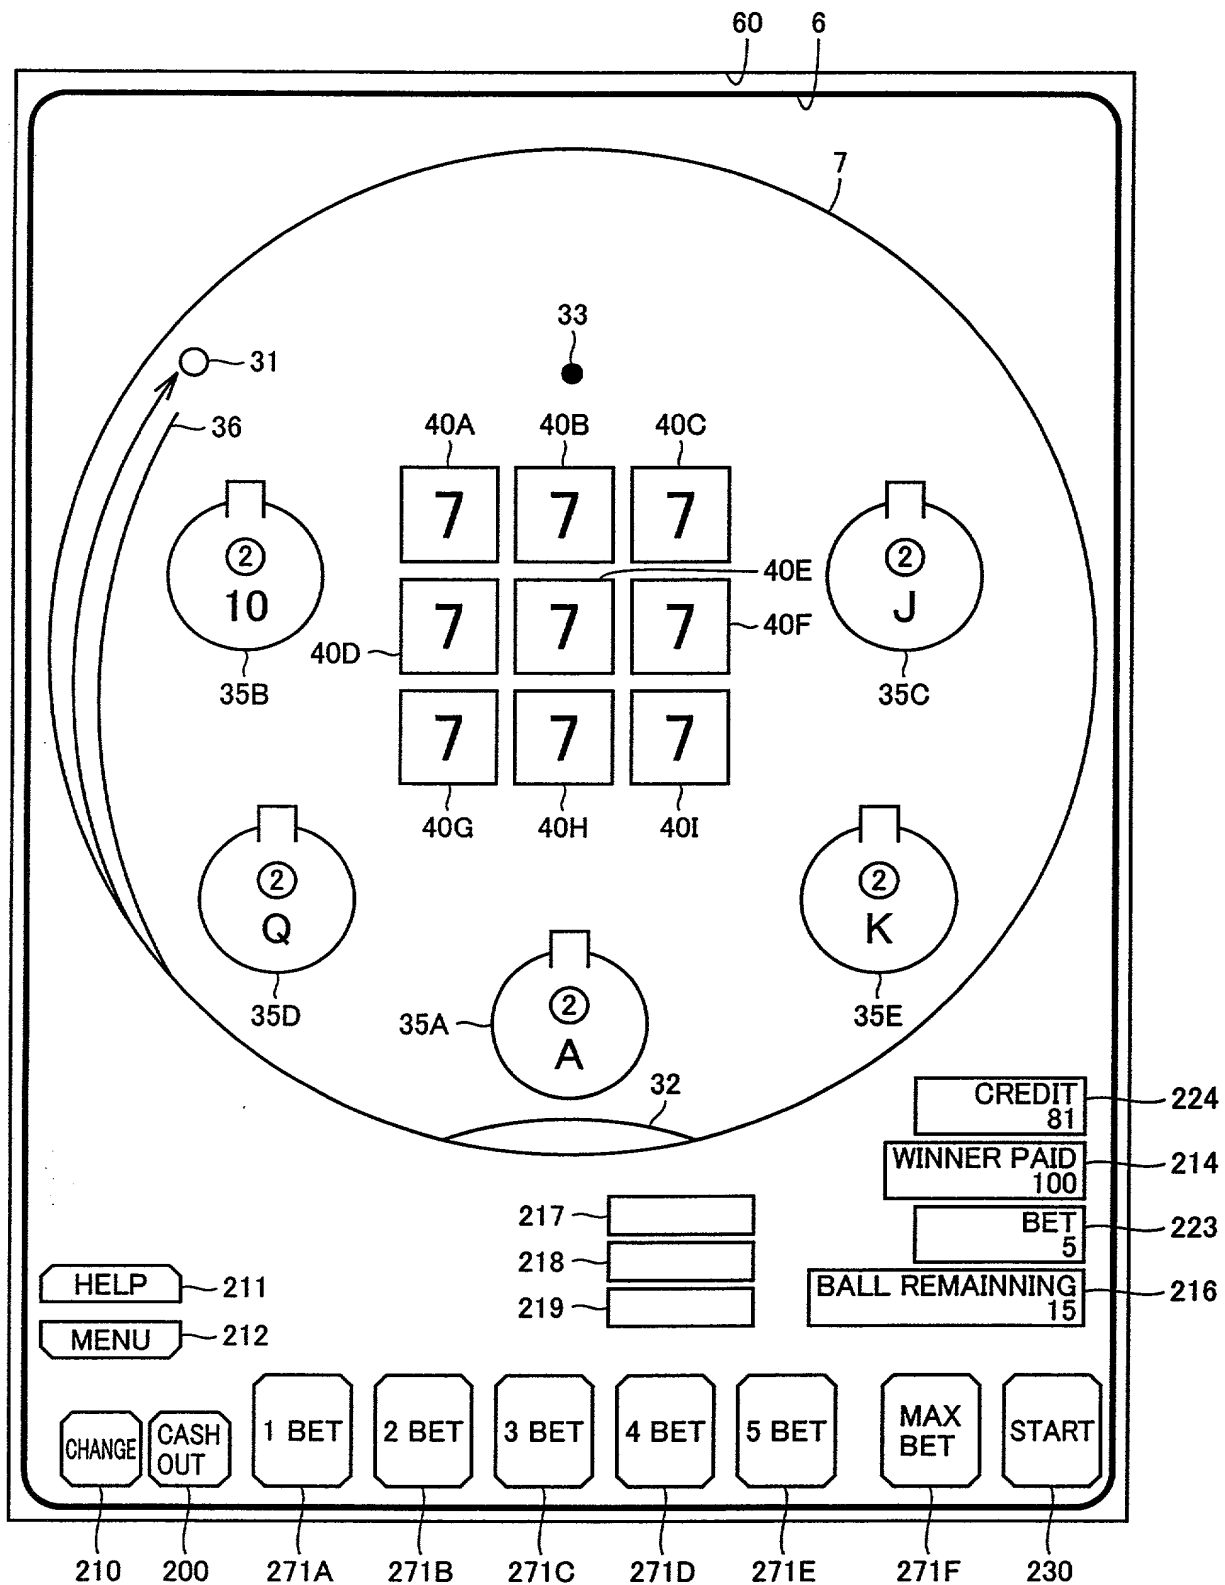 60 6
7
33
31
36
40A 40B 40C
7 7 7
40E
② ②
10 J
7 7 7
40F
40D
35B 35C
7 7 7
40G 40H 40I
② ②
Q K
35D 35E
②
35A
A
32
CREDIT
81
224
WINNER PAID
100
214
217
BET
5
223
218
BALL REMAINNING
15
216
219
HELP
211
MENU
212
CHANGE
CASH
OUT
1 BET
2 BET
3 BET
4 BET
5 BET
MAX
BET
START
210 200 271A 271B 271C 271D 271E 271F 230